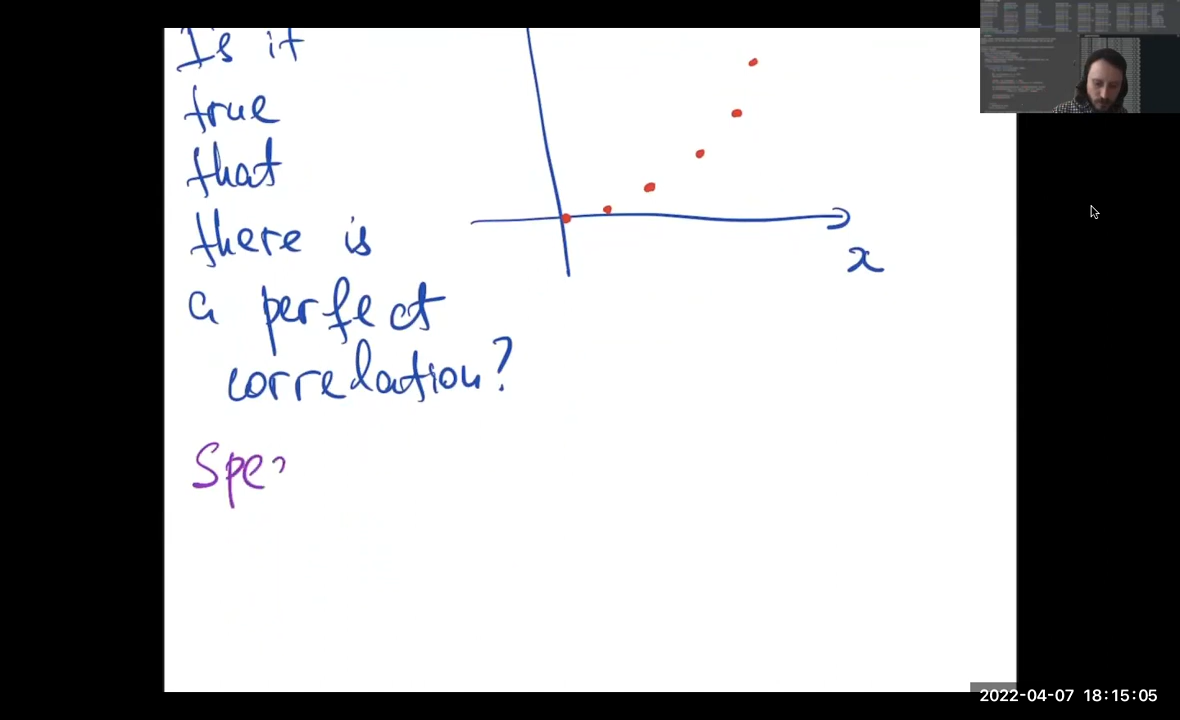 Is it
true
that
there is
a perfect
correlation?
x
Spe
2022-04-07 18:15:05